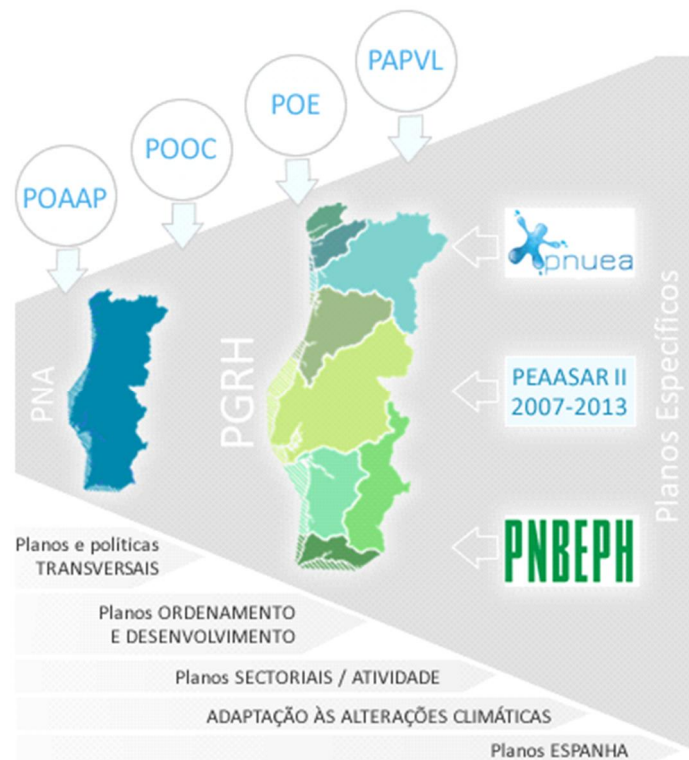 PAPVL
POE
POOC
POAAP
pnuea
PNA
PGRH
PEAASAR II
2007-2013
Planos Específicos
PNBEPH
Planos e políticas
TRANSVERSAIS
Planos ORDENAMENTO
E DESENVOLVIMENTO
Planos SECTORIAIS / ATIVIDADE
ADAPTAÇÃO ÀS ALTERAÇÕES CLIMÁTICAS
Planos ESPANHA